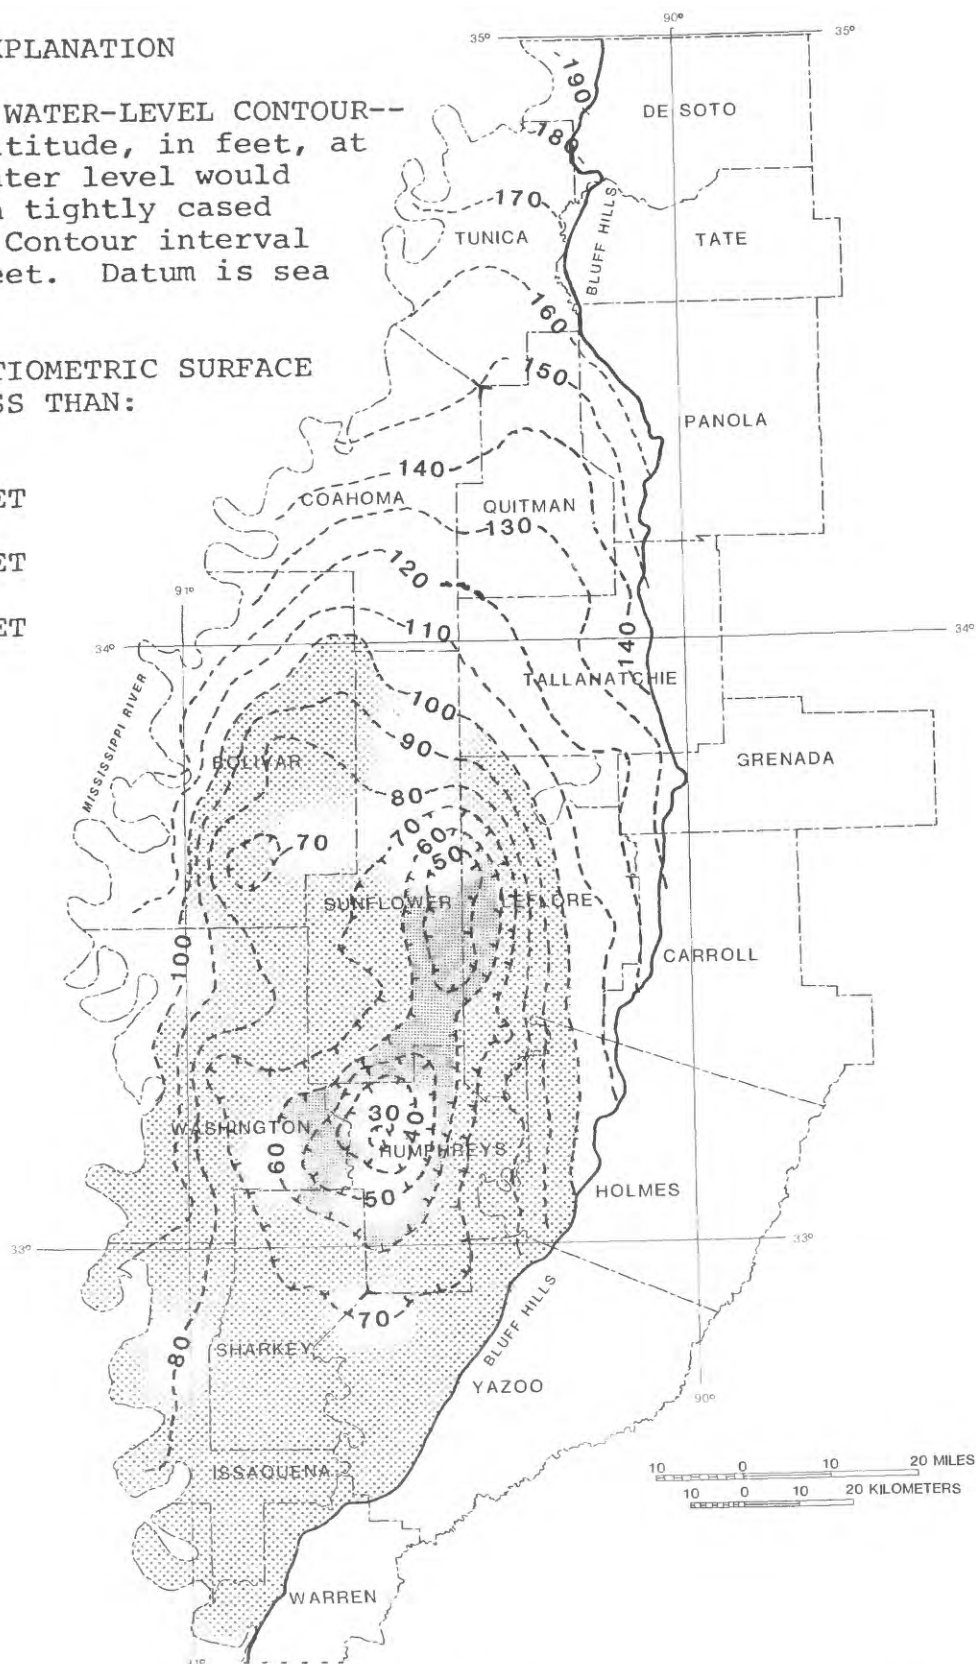 XPLANATION
WATER-LEVEL CONTOUR--
titude, in feet, at
ter level would
n tightly cased
Contour interval
eet. Datum is sea
TIOMETRIC SURFACE
SS THAN:
ET
ET
ET
90°
35°
35°
190
DE SOTO
180
170
TUNICA
BLUFF HILLS
TATE
160
150
PANOLA
140
COAHOMA
QUITMAN
130
120
91°
110
34°
34°
140
TALLAHATCHIE
MISSISSIPPI RIVER
100
90
BOLIVAR
GRENADA
80
70
70
60
50
SUNFLOWER
LEFLORE
100
CARROLL
30
40
WASHINGTON
HUMPHREYS
60
50
HOLMES
33°
33°
70
BLUFF HILLS
80
SHARKEY
YAZOO
90°
ISSAQUENA
10 0 10 20 MILES
10 0 10 20 KILOMETERS
WARREN